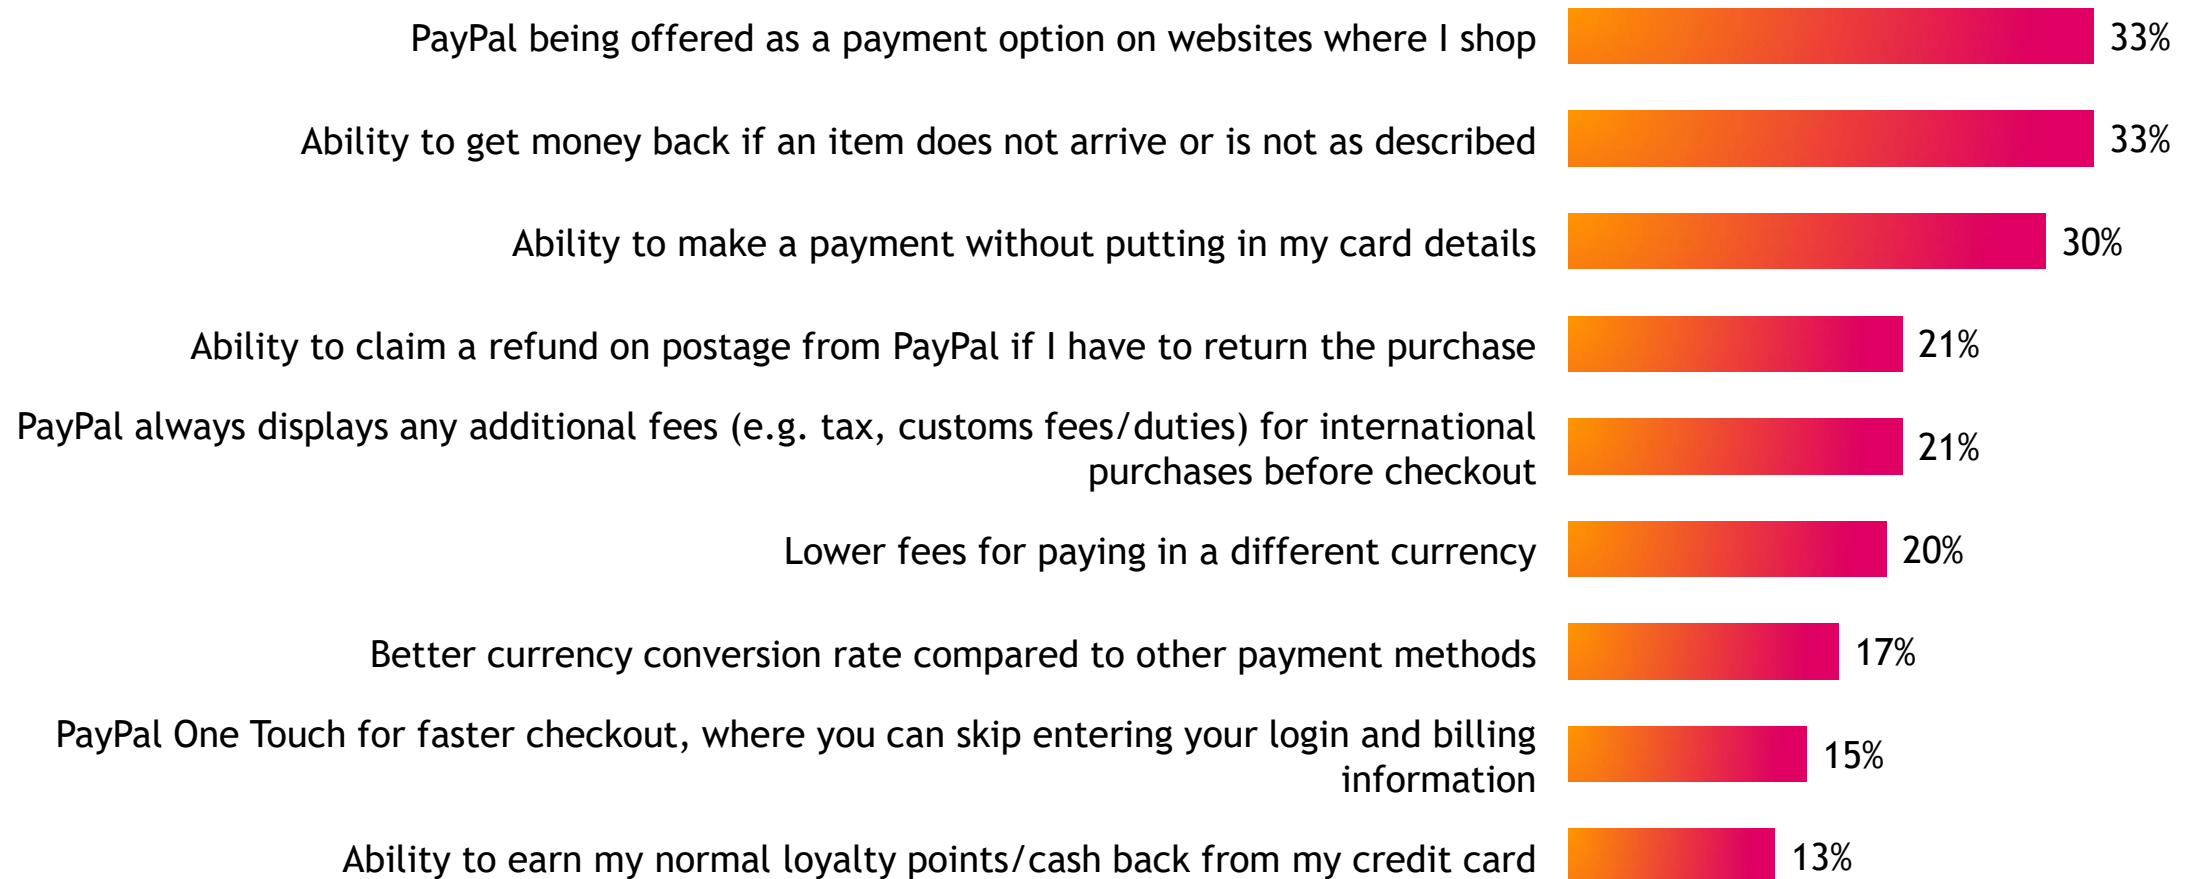 PayPal being offered as a payment option on websites where I shop 33%
Ability to get money back if an item does not arrive or is not as described 33%
Ability to make a payment without putting in my card details 30%
Ability to claim a refund on postage from PayPal if I have to return the purchase 21%
PayPal always displays any additional fees (e.g. tax, customs fees/duties) for international
purchases before checkout 21%
Lower fees for paying in a different currency 20%
Better currency conversion rate compared to other payment methods 17%
PayPal One Touch for faster checkout, where you can skip entering your login and billing
information 15%
Ability to earn my normal loyalty points/cash back from my credit card 13%